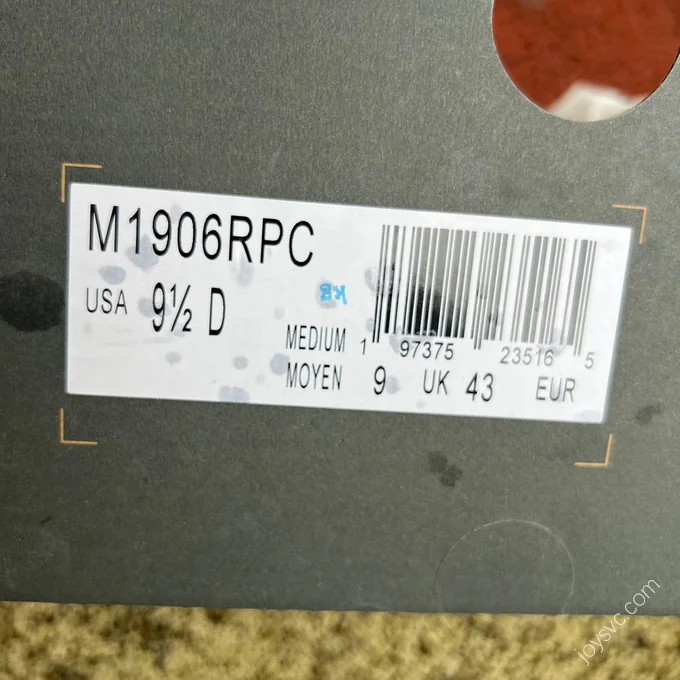 M1906RPC
USA 9½ D
MEDIUM
MOYEN
1 97375 23516 5
9 UK 43 EUR
joysvc.com